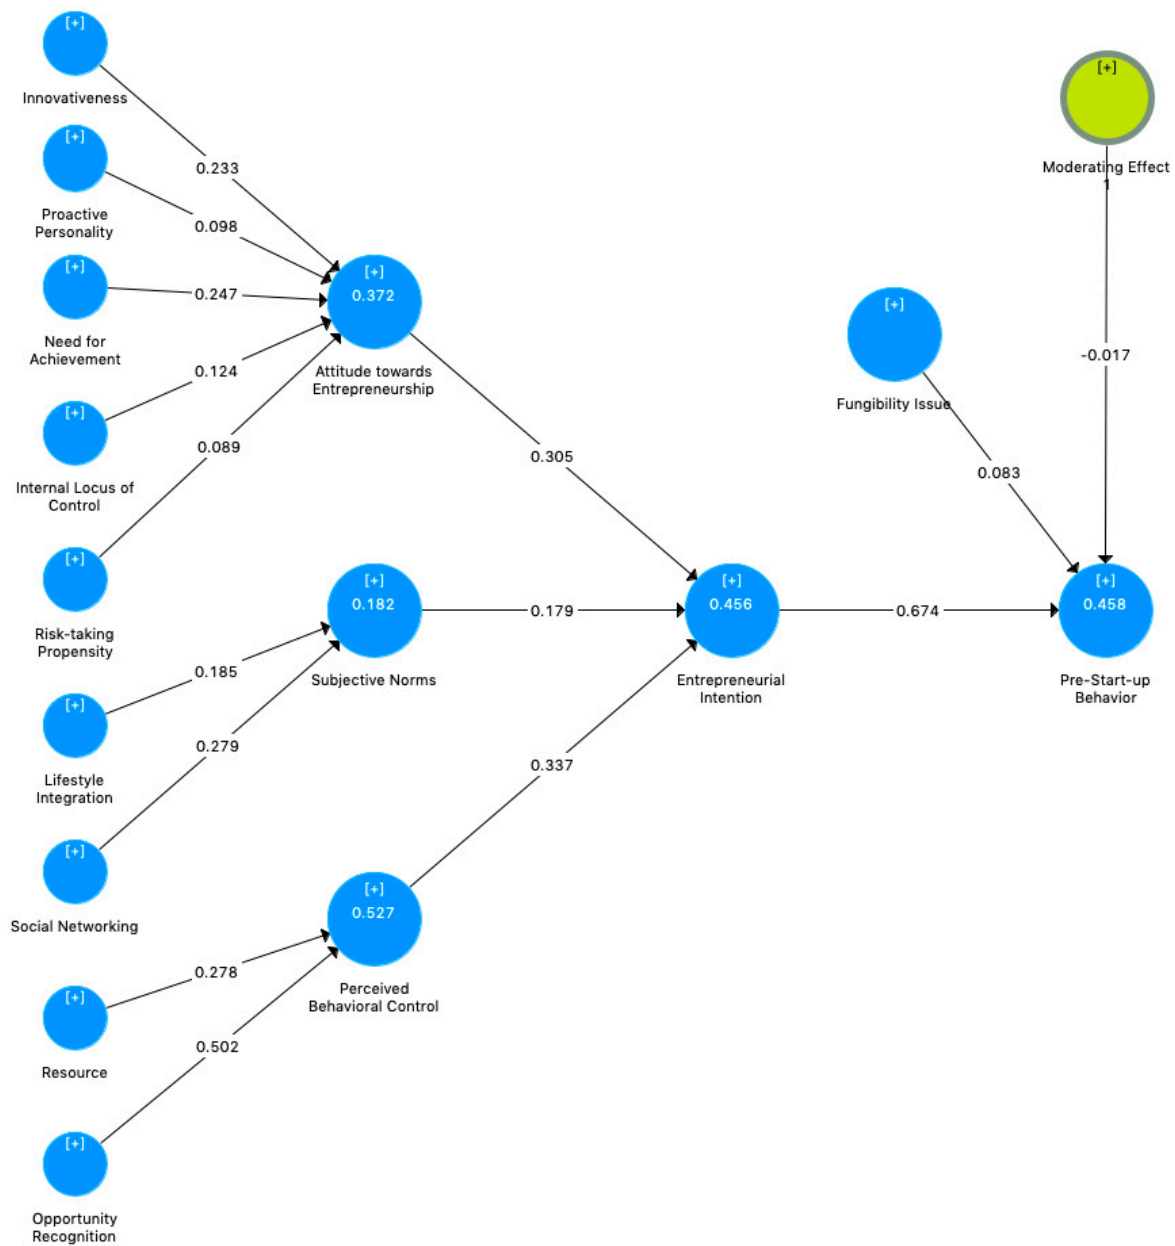 [+]
Innovativeness
[+]
Proactive
Personality
[+]
Need for
Achievement
[+]
Internal Locus of
Control
[+]
Risk-taking
Propensity
[+]
Lifestyle
Integration
[+]
Social Networking
[+]
Resource
[+]
Opportunity
Recognition
0.233
0.098
0.247
0.124
0.089
0.185
0.279
0.278
0.502
[+]
0.372
Attitude towards
Entrepreneurship
[+]
0.182
Subjective Norms
[+]
0.527
Perceived
Behavioral Control
0.305
0.179
0.337
[+]
0.456
Entrepreneurial
Intention
0.674
[+]
Fungibility Issue
0.083
[+]
Moderating Effect
1
-0.017
[+]
0.458
Pre-Start-up
Behavior